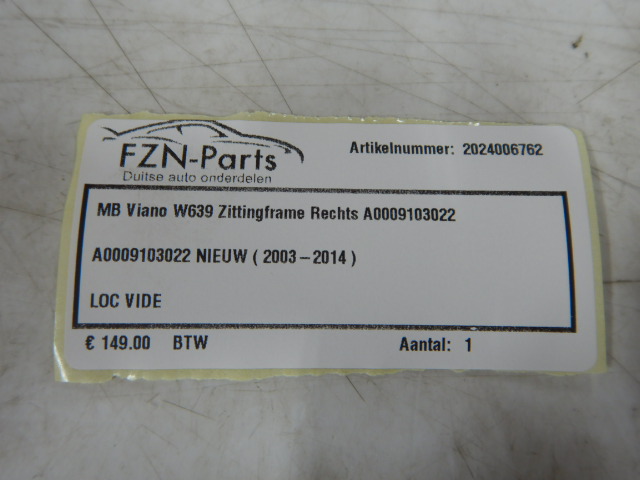 FZN-Parts
Duitse auto onderdelen
Artikelnummer: 2024006762
MB Viano W639 Zittingframe Rechts A0009103022
A0009103022 NIEUW ( 2003-2014 )
LOC VIDE
€ 149.00 BTW
Aantal: 1